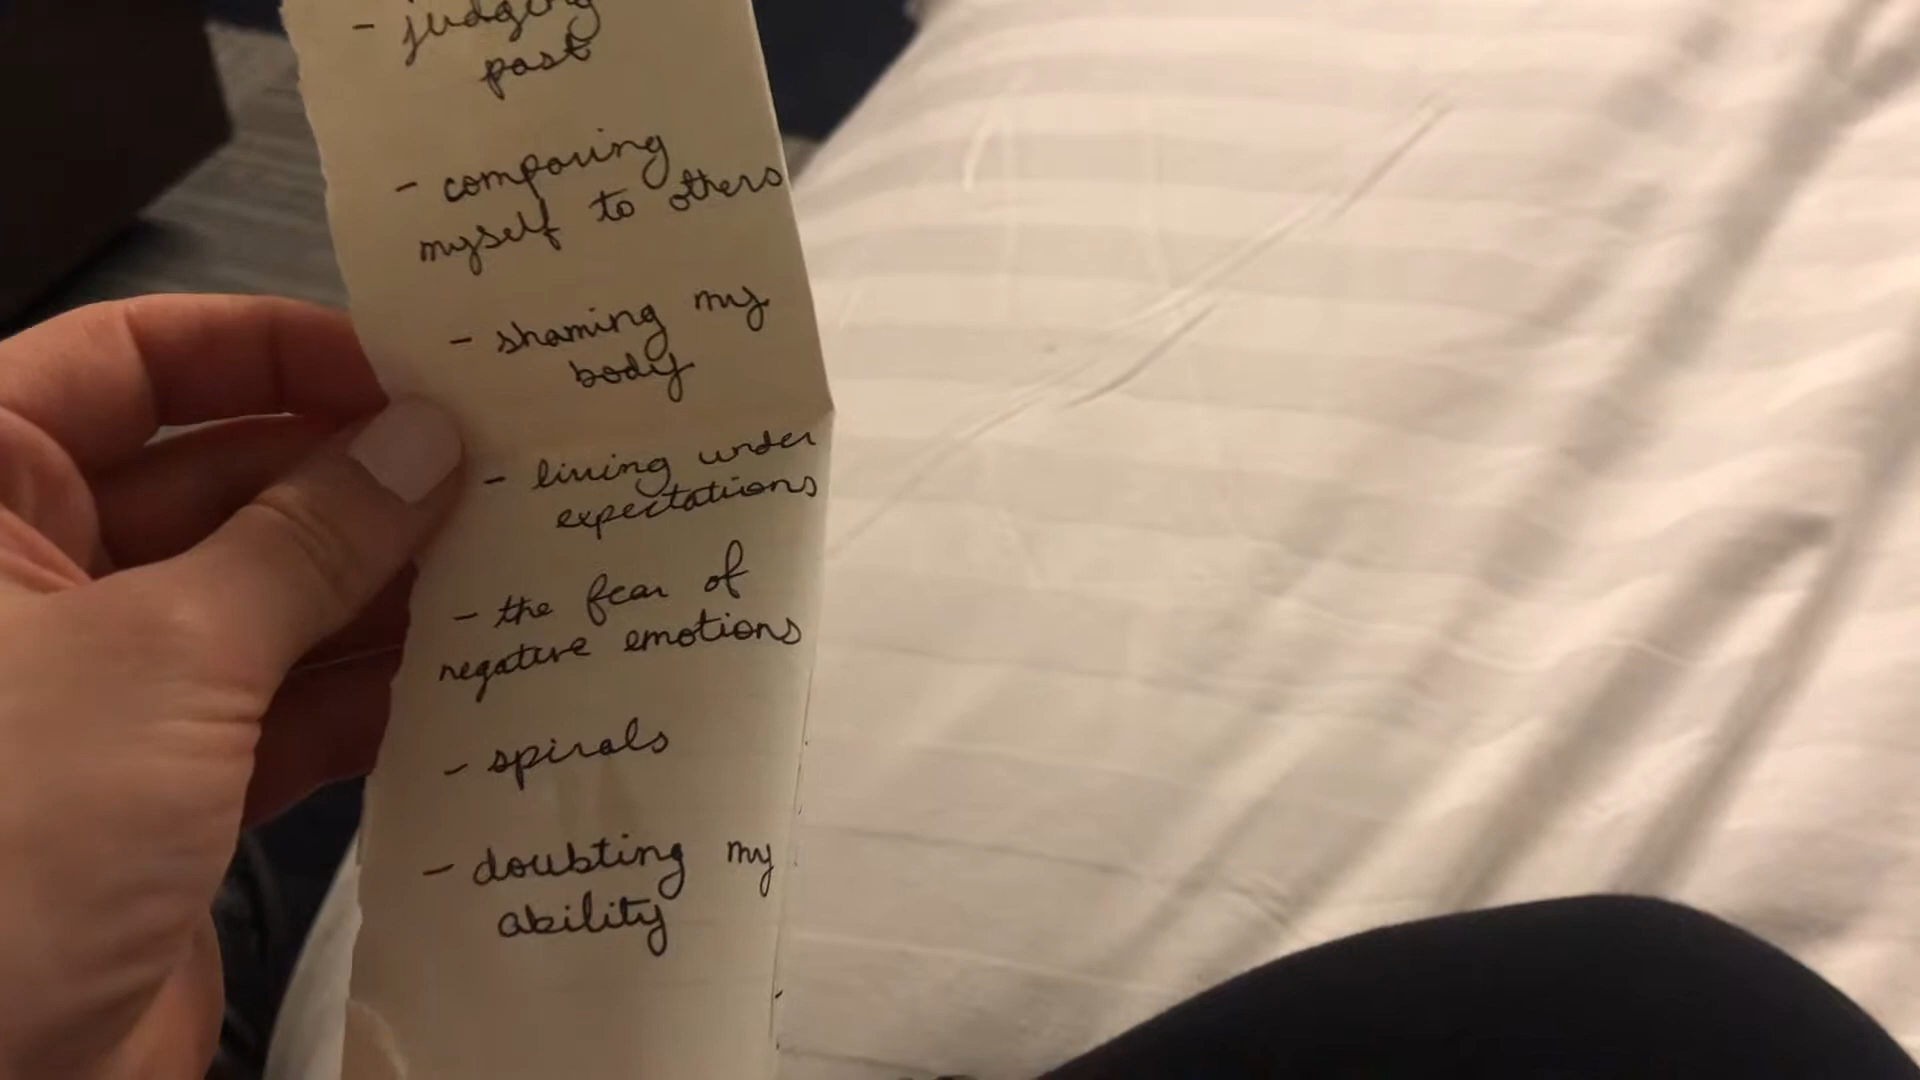 - judging
past
- comparing
myself to others
- shaming my
body
- living under
expectations
- the fear of
negative emotions
- spirals
- doubting my
ability